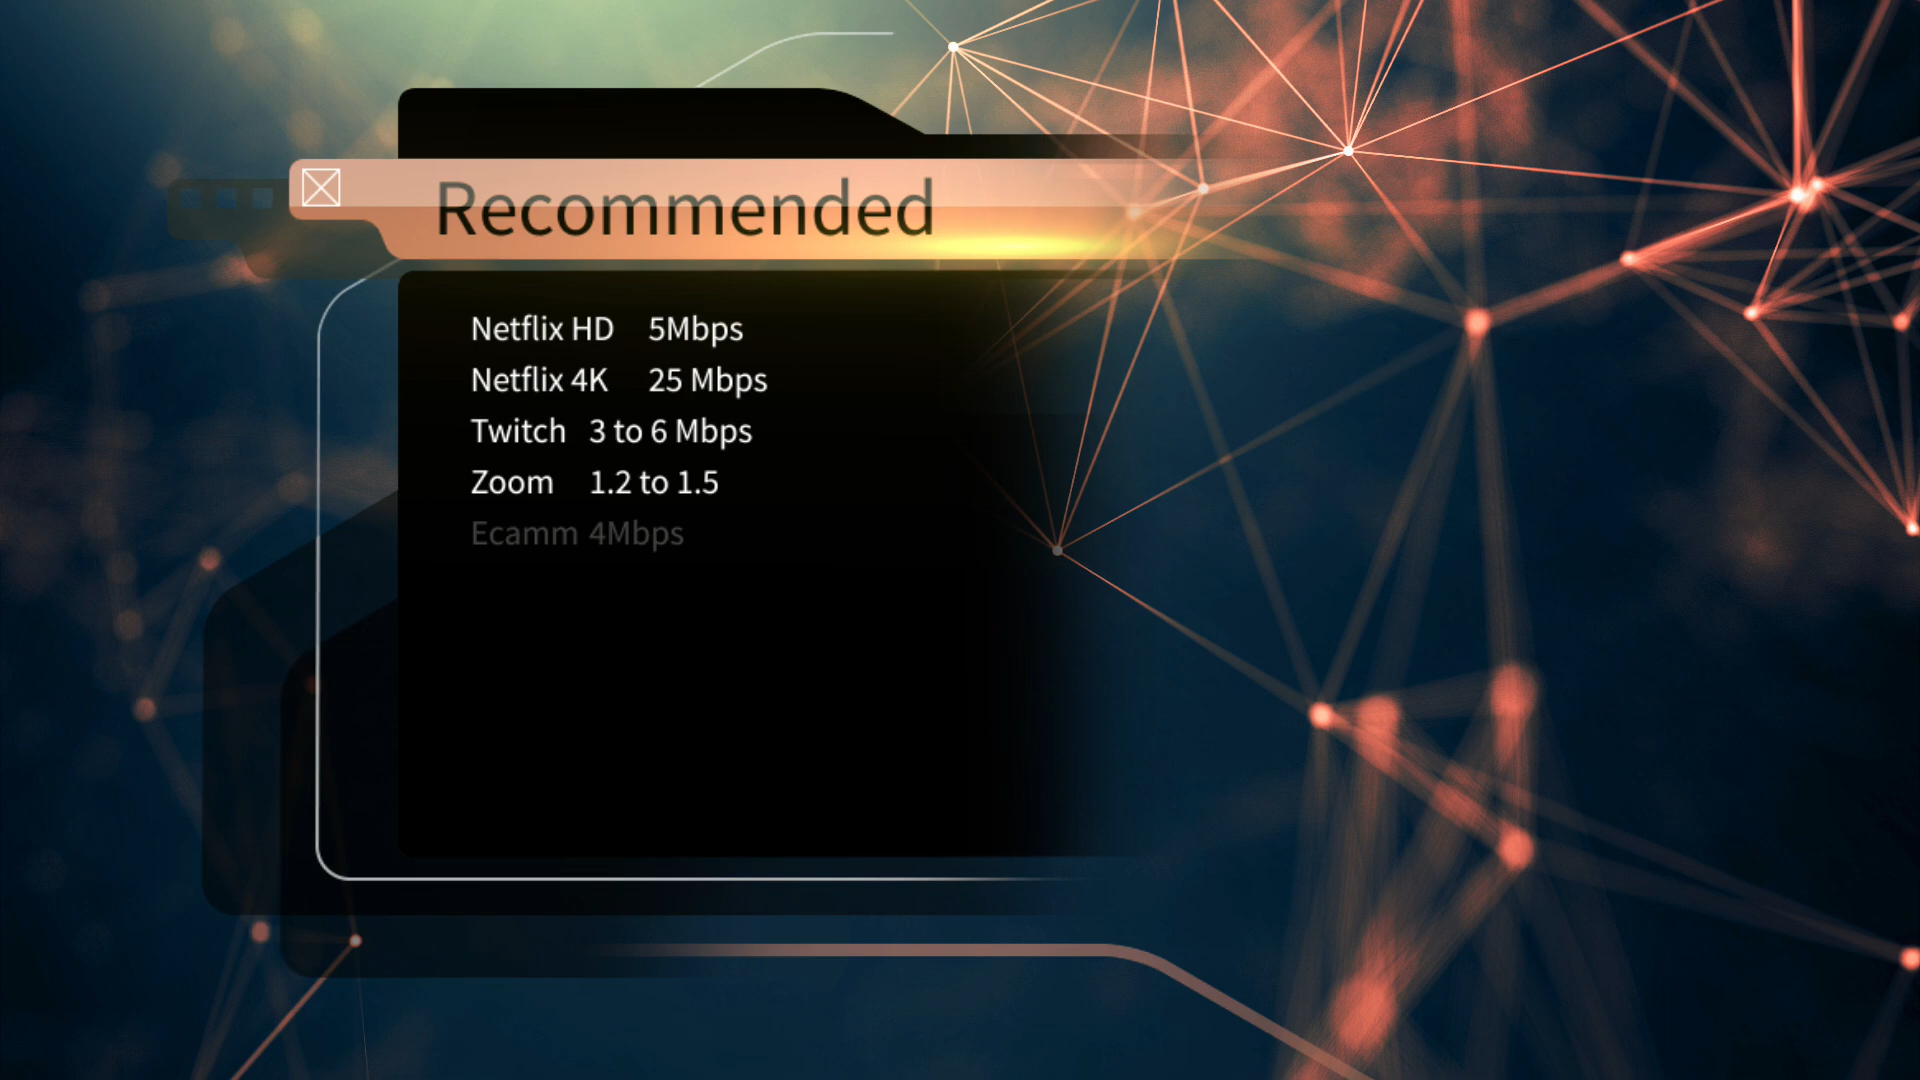 Recommended
Netflix HD 5Mbps
Netflix 4K 25 Mbps
Twitch 3 to 6 Mbps
Zoom 1.2 to 1.5
Ecamm 4Mbps